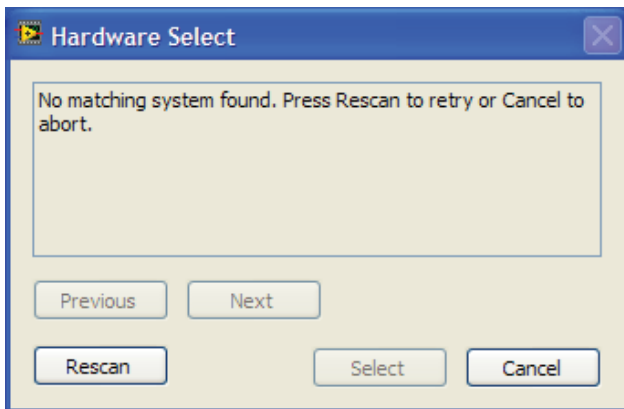 Hardware Select
No matching system found. Press Rescan to retry or Cancel to
abort.
Previous Next
Rescan Select Cancel